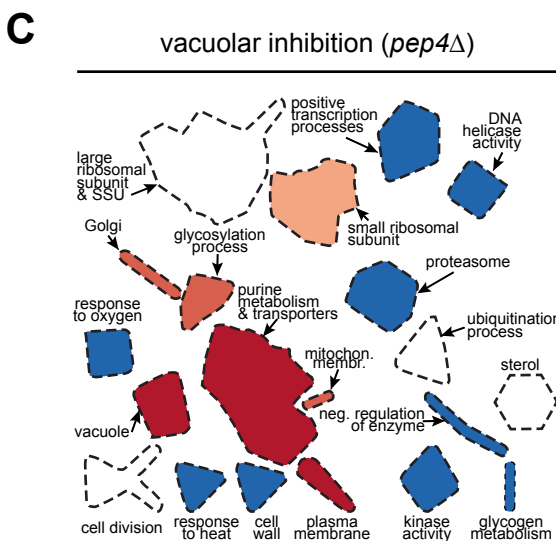 C
vacuolar inhibition (pep4Δ)
positive
transcription
processes
DNA
helicase
activity
large
ribosomal
subunit
& SSU
small ribosomal
subunit
Golgi
glycosylation
process
proteasome
purine
metabolism
& transporters
response
to oxygen
ubiquitination
process
mitochon.
membr.
sterol
neg. regulation
of enzyme
vacuole
cell division
response
to heat
cell
wall
plasma
membrane
kinase
activity
glycogen
metabolism